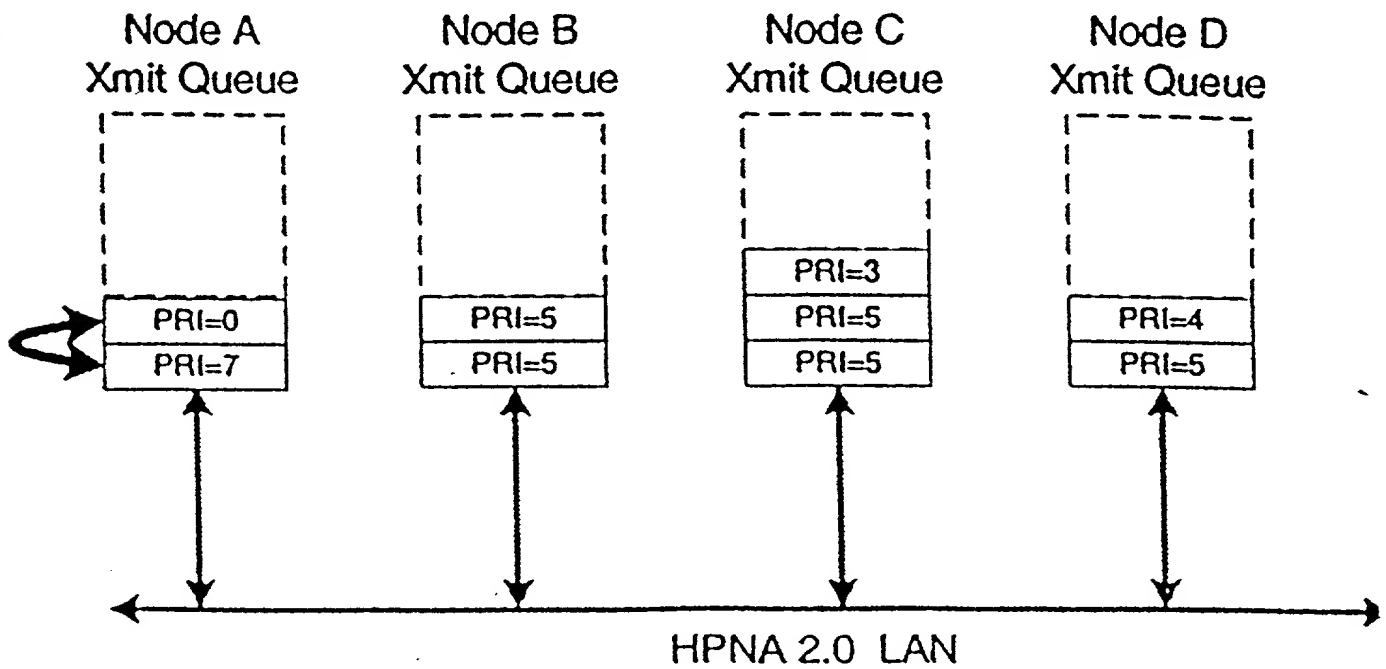 Node A
Xmit Queue
Node B
Xmit Queue
Node C
Xmit Queue
Node D
Xmit Queue
PRI=0
PRI=7
PRI=5
PRI=5
PRI=3
PRI=5
PRI=5
PRI=4
PRI=5
HPNA 2.0 LAN